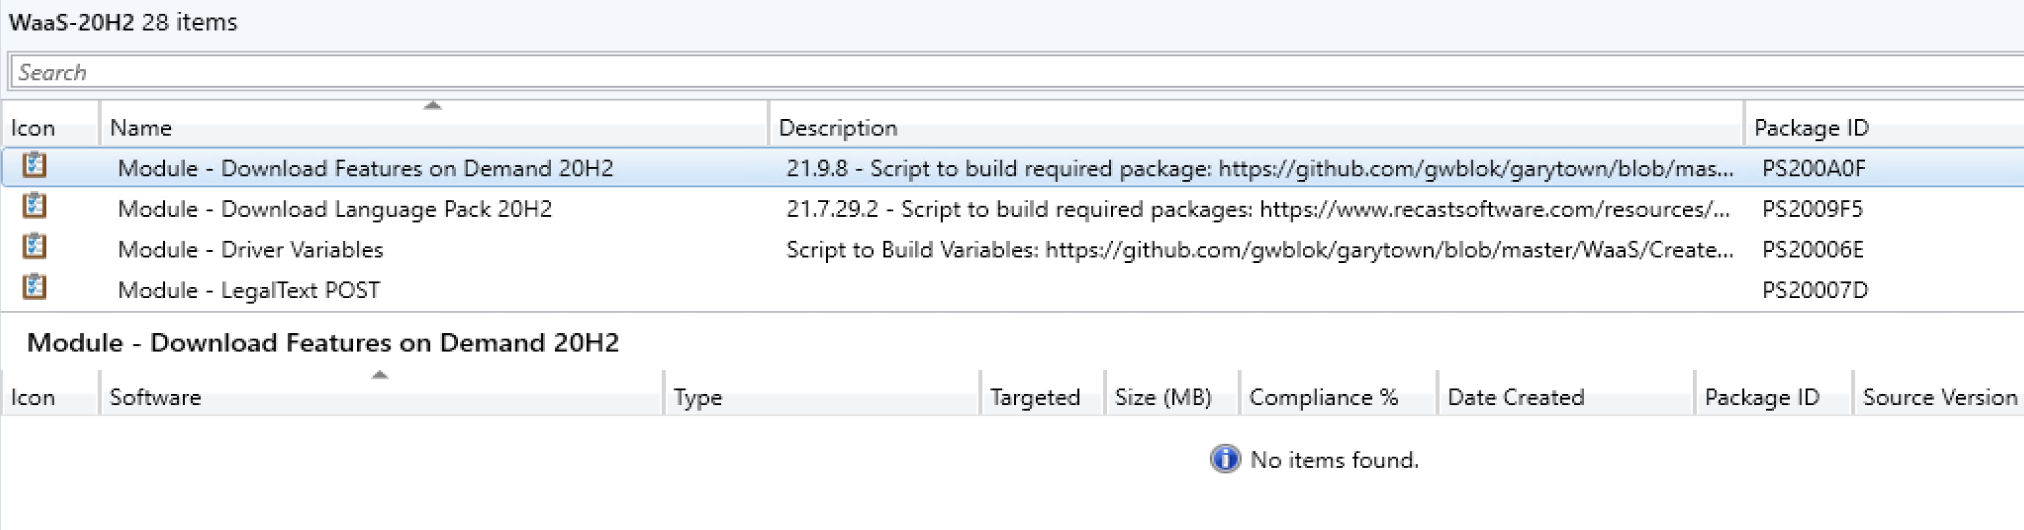 WaaS-20H2 28 items
Search
Icon Name Description Package ID
Module - Download Features on Demand 20H2 21.9.8 - Script to build required package: https://github.com/gwblok/garytown/blob/mas... PS200A0F
Module - Download Language Pack 20H2 21.7.29.2 - Script to build required packages: https://www.recastsoftware.com/resources/... PS2009F5
Module - Driver Variables Script to Build Variables: https://github.com/gwblok/garytown/blob/master/WaaS/Create... PS20006E
Module - LegalText POST PS20007D
Module - Download Features on Demand 20H2
Icon Software Type Targeted Size (MB) Compliance % Date Created Package ID Source Version
No items found.